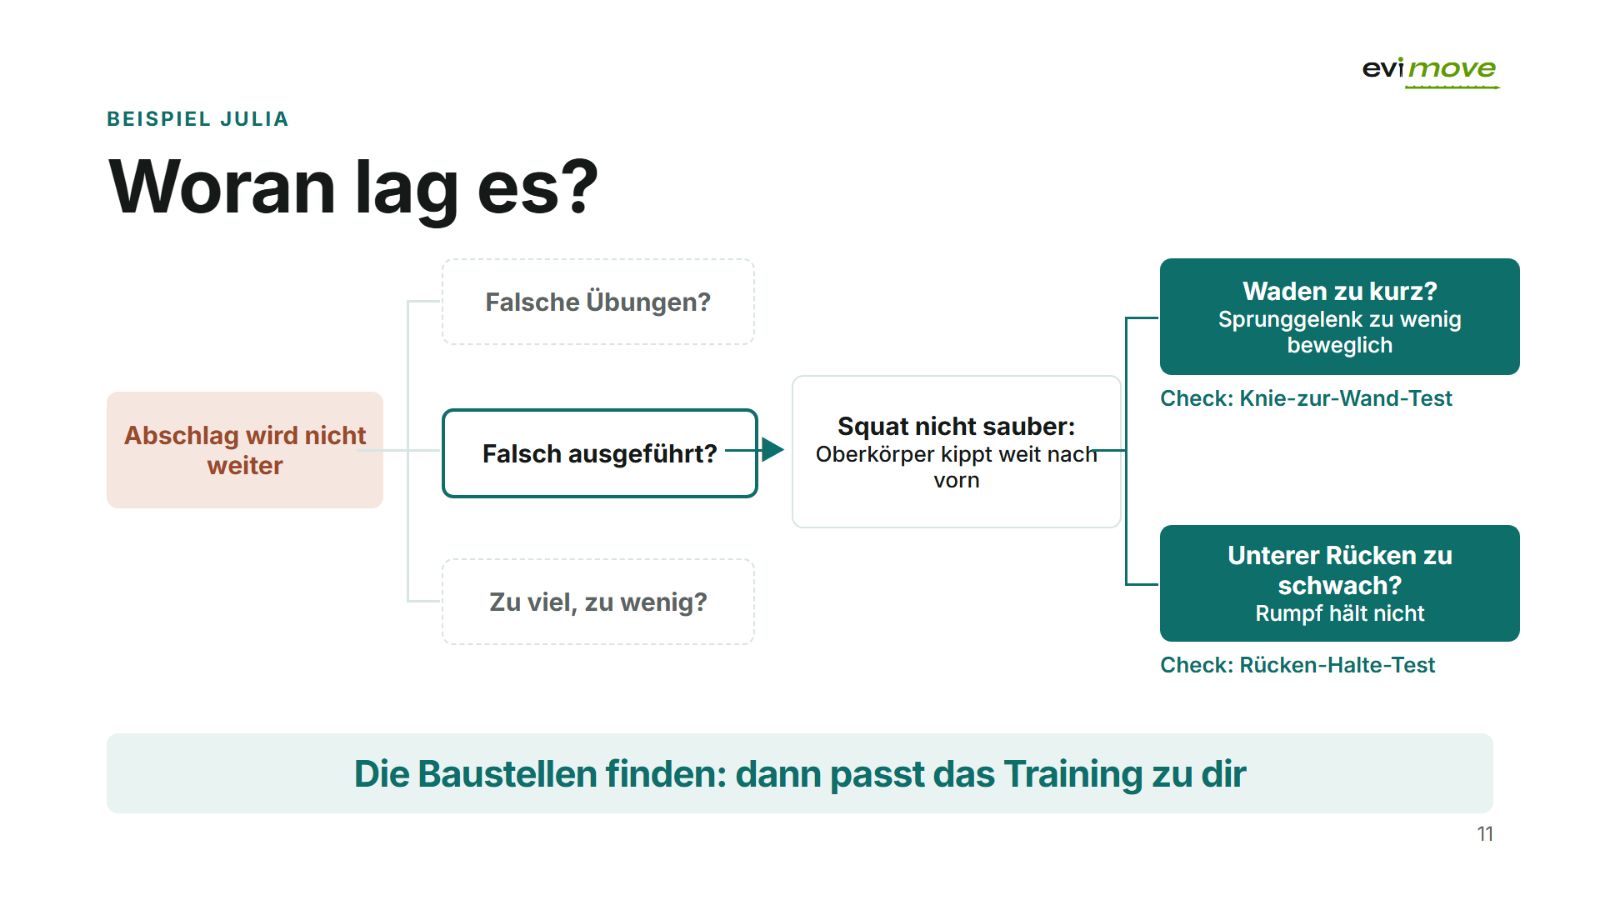 evimove
BEISPIEL JULIA
Woran lag es?
Abschlag wird nicht
weiter
Falsche Übungen?
Falsch ausgeführt?
Zu viel, zu wenig?
Squat nicht sauber:
Oberkörper kippt weit nach
vorn
Waden zu kurz?
Sprunggelenk zu wenig
beweglich
Check: Knie-zur-Wand-Test
Unterer Rücken zu
schwach?
Rumpf hält nicht
Check: Rücken-Halte-Test
Die Baustellen finden: dann passt das Training zu dir
11